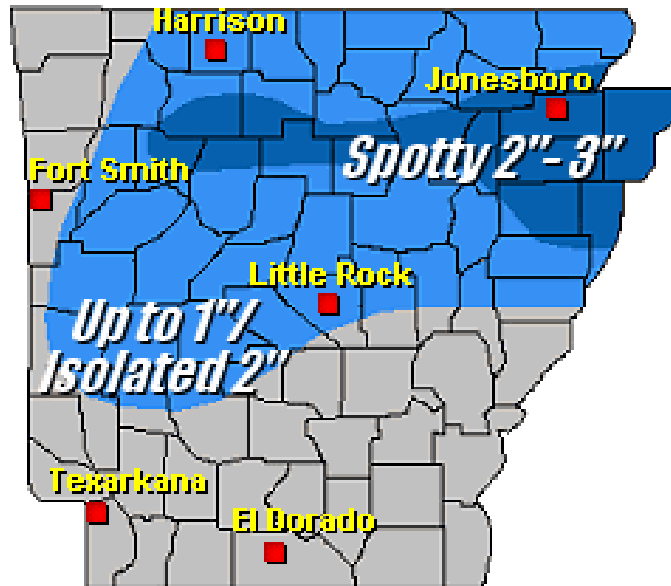 Harrison
Jonesboro
Spotty 2"- 3"
Fort Smith
Little Rock
Up to 1"/
Isolated 2"
Texarkana
El Dorado